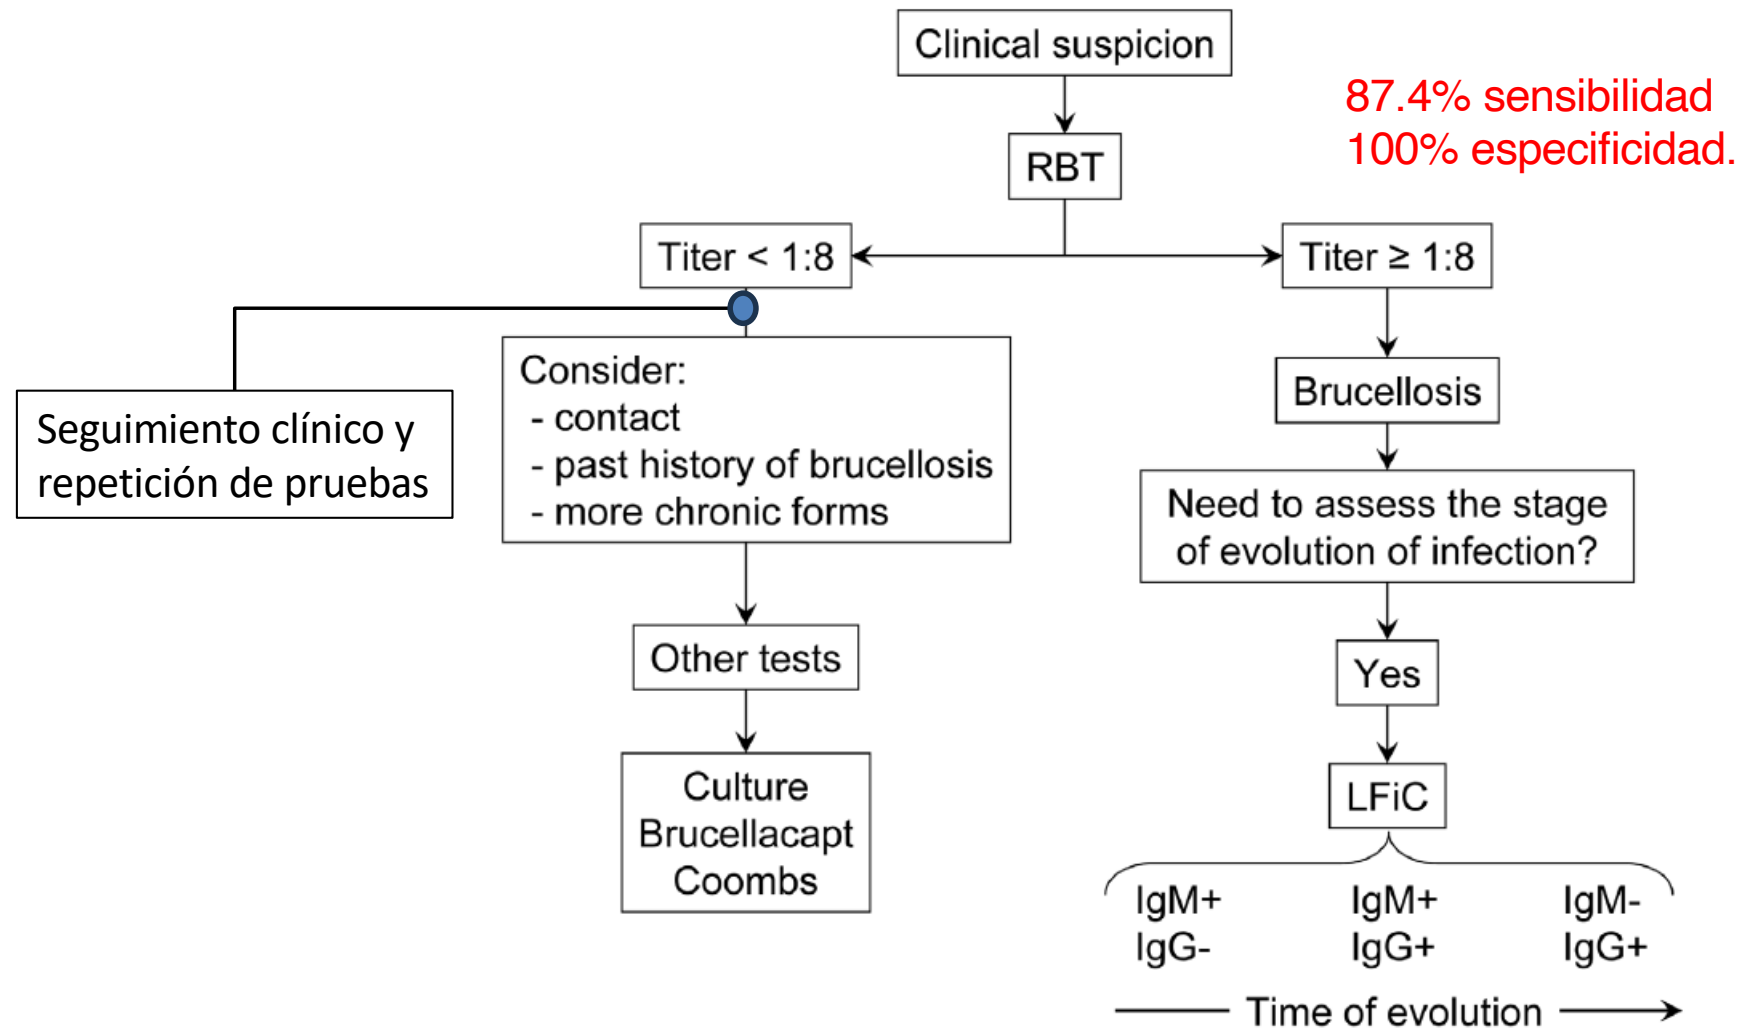 Clinical suspicion
87.4% sensibilidad
100% especificidad.
RBT
Titer < 1:8
Titer ≥ 1:8
Seguimiento clínico y
repetición de pruebas
Consider:
- contact
- past history of brucellosis
- more chronic forms
Other tests
Culture
Brucellacapt
Coombs
Brucellosis
Need to assess the stage
of evolution of infection?
Yes
LFiC
IgM+ IgM+ IgM-
IgG- IgG+ IgG+
Time of evolution